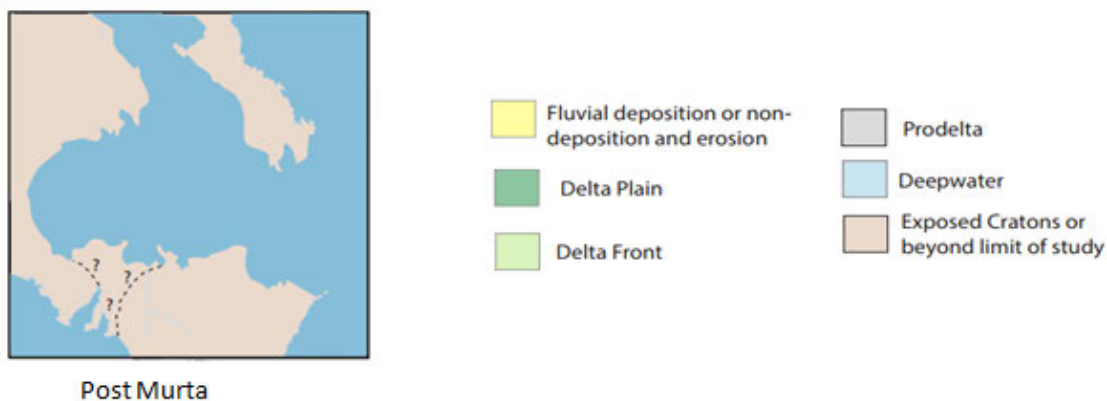 ?
?
?
Post Murta
Fluvial deposition or non-
deposition and erosion
Delta Plain
Delta Front
Prodelta
Deepwater
Exposed Cratons or
beyond limit of study